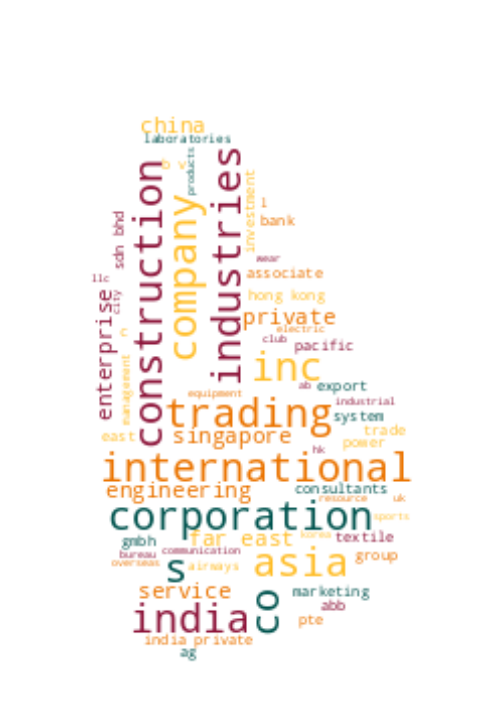 china
laboratories
products
construction
company
industries
investment
l
bank
sdn bhd
wear
associate
llc
city
hong kong
enterprise
private
electric
r
club
pacific
management
inc
ab
export
equipment
industrial
trading
system
east
singapore
trade
power
hk
international
engineering
consultants
resource
uk
corporation
sports
gmbh
far east
korea
textile
bureau
communication
group
overseas
s
airways
asia
service
co
marketing
india
abb
pte
india private
ag